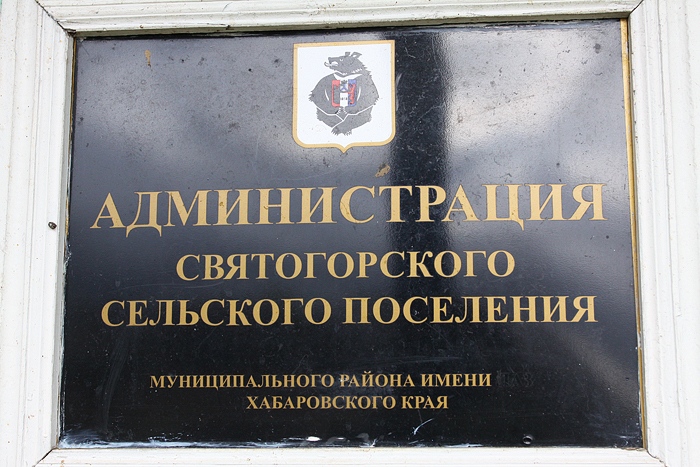 АДМИНИСТРАЦИЯ
СВЯТОГОРСКОГО
СЕЛЬСКОГО ПОСЕЛЕНИЯ
МУНИЦИПАЛЬНОГО РАЙОНА ИМЕНИ
ХАБАРОВСКОГО КРАЯ